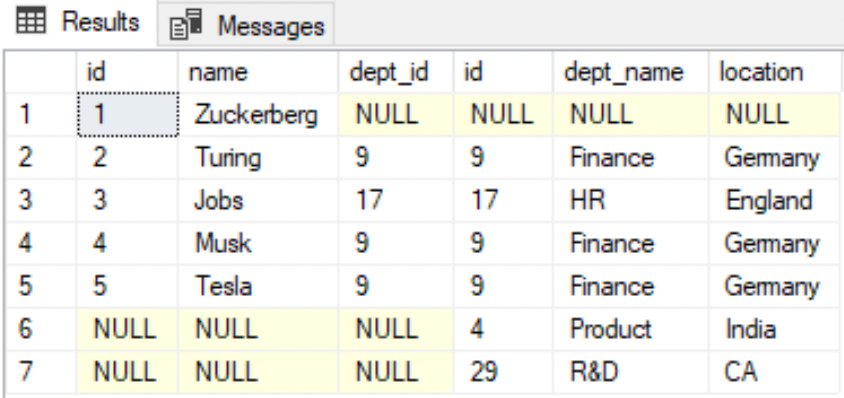 Results Messages
id name dept_id id dept_name location
1 1 Zuckerberg NULL NULL NULL NULL
2 2 Turing 9 9 Finance Germany
3 3 Jobs 17 17 HR England
4 4 Musk 9 9 Finance Germany
5 5 Tesla 9 9 Finance Germany
6 NULL NULL NULL 4 Product India
7 NULL NULL NULL 29 R&D CA